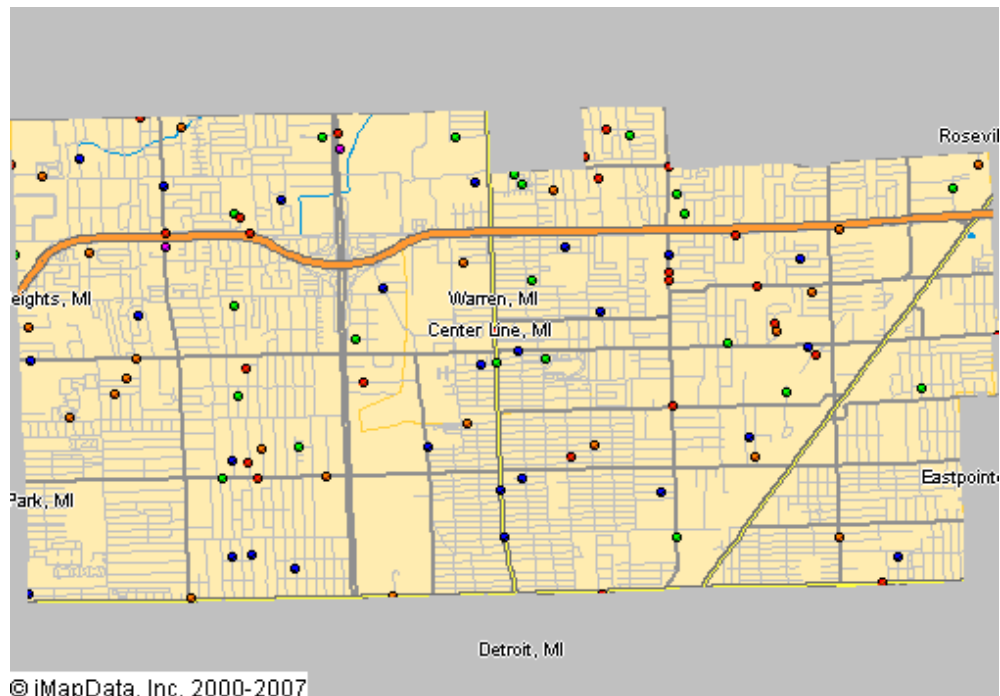 Rosevil
eights, MI
Warren, MI
Center Line, MI
Eastpointe
Park, MI
Detroit, MI
© iMapData, Inc. 2000-2007